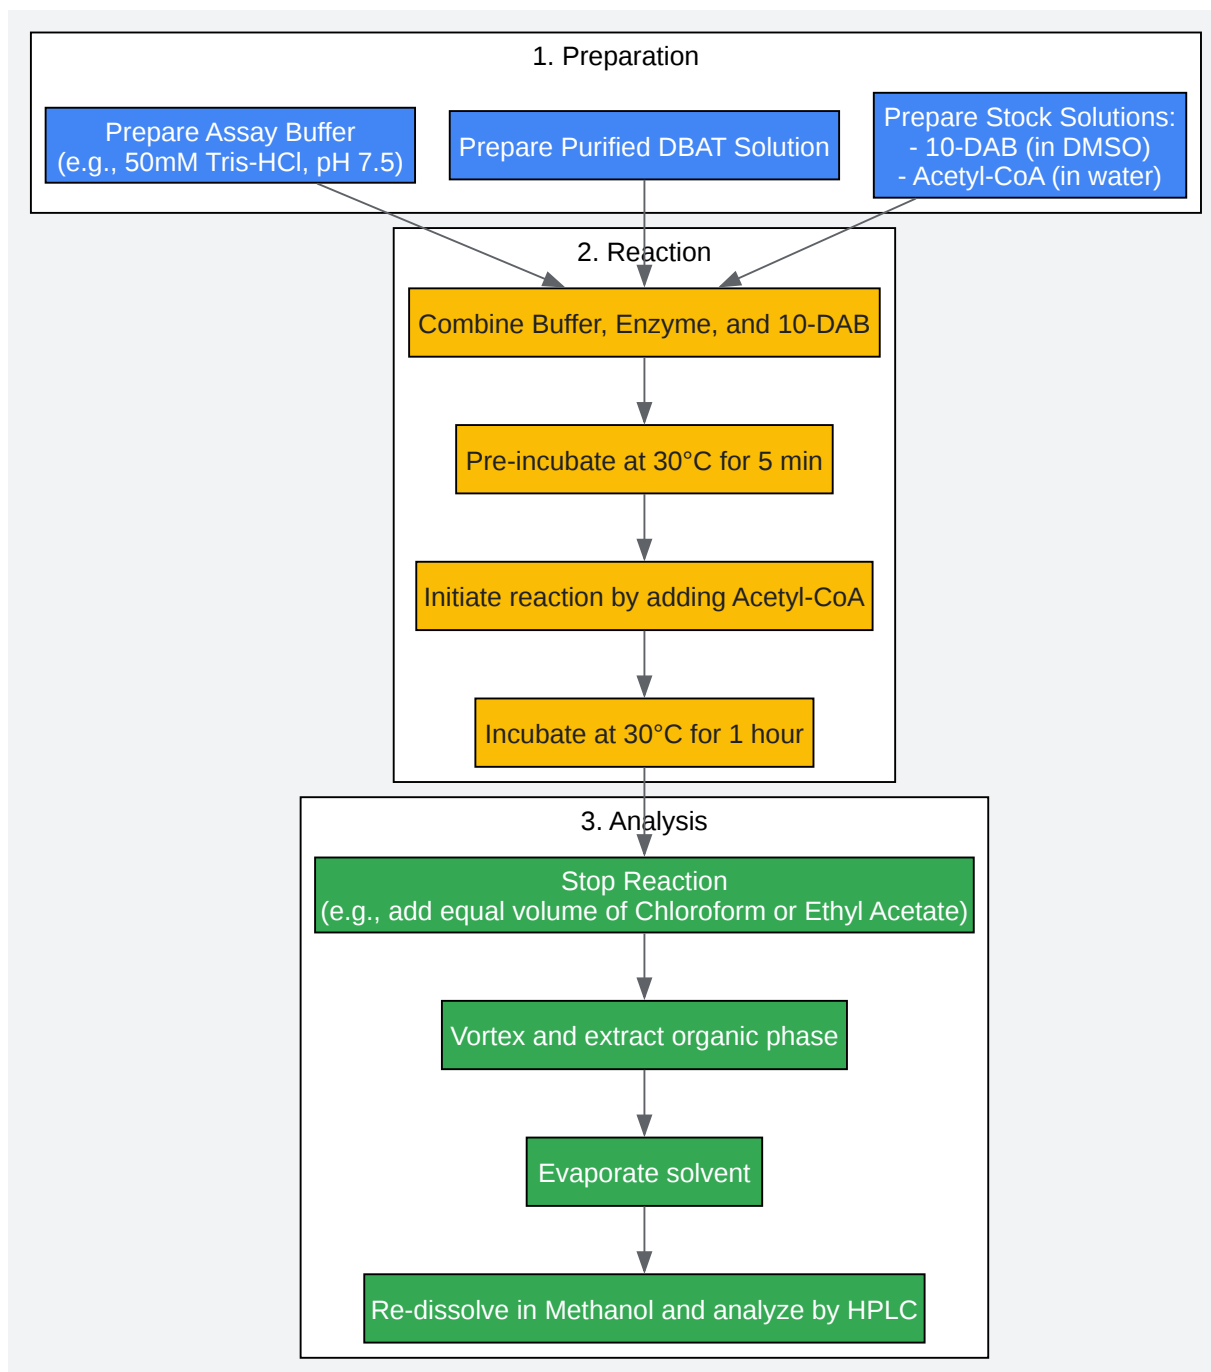 1. Preparation
Prepare Assay Buffer
(e.g., 50mM Tris-HCl, pH 7.5)
Prepare Purified DBAT Solution
Prepare Stock Solutions:
- 10-DAB (in DMSO)
- Acetyl-CoA (in water)
2. Reaction
Combine Buffer, Enzyme, and 10-DAB
Pre-incubate at 30°C for 5 min
Initiate reaction by adding Acetyl-CoA
Incubate at 30°C for 1 hour
3. Analysis
Stop Reaction
(e.g., add equal volume of Chloroform or Ethyl Acetate)
Vortex and extract organic phase
Evaporate solvent
Re-dissolve in Methanol and analyze by HPLC